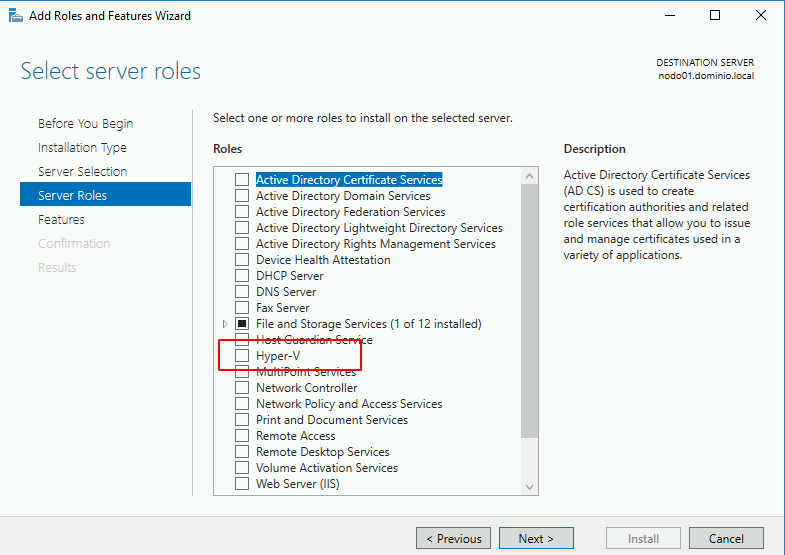 Add Roles and Features Wizard
Select server roles
DESTINATION SERVER
nodo01.dominio.local
Before You Begin
Installation Type
Server Selection
Server Roles
Features
Confirmation
Results
Select one or more roles to install on the selected server.
Roles
Active Directory Certificate Services
Active Directory Domain Services
Active Directory Federation Services
Active Directory Lightweight Directory Services
Active Directory Rights Management Services
Device Health Attestation
DHCP Server
DNS Server
Fax Server
File and Storage Services (1 of 12 installed)
Host Guardian Service
Hyper-V
MultiPoint Services
Network Controller
Network Policy and Access Services
Print and Document Services
Remote Access
Remote Desktop Services
Volume Activation Services
Web Server (IIS)
Description
Active Directory Certificate Services
(AD CS) is used to create
certification authorities and related
role services that allow you to issue
and manage certificates used in a
variety of applications.
< Previous
Next >
Install
Cancel